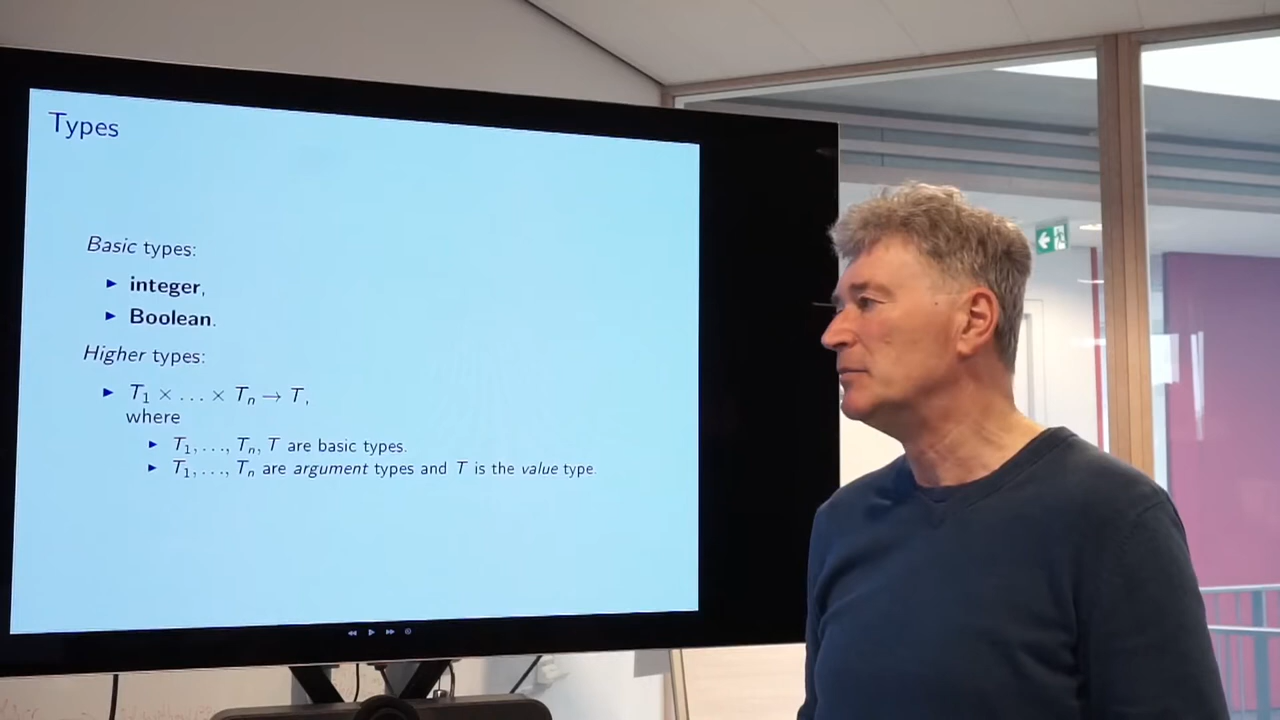 Types
Basic types:
► integer,
► Boolean.
Higher types:
► T₁ × … × Tₙ → T,
where
► T₁, …, Tₙ, T are basic types.
► T₁, …, Tₙ are argument types and T is the value type.